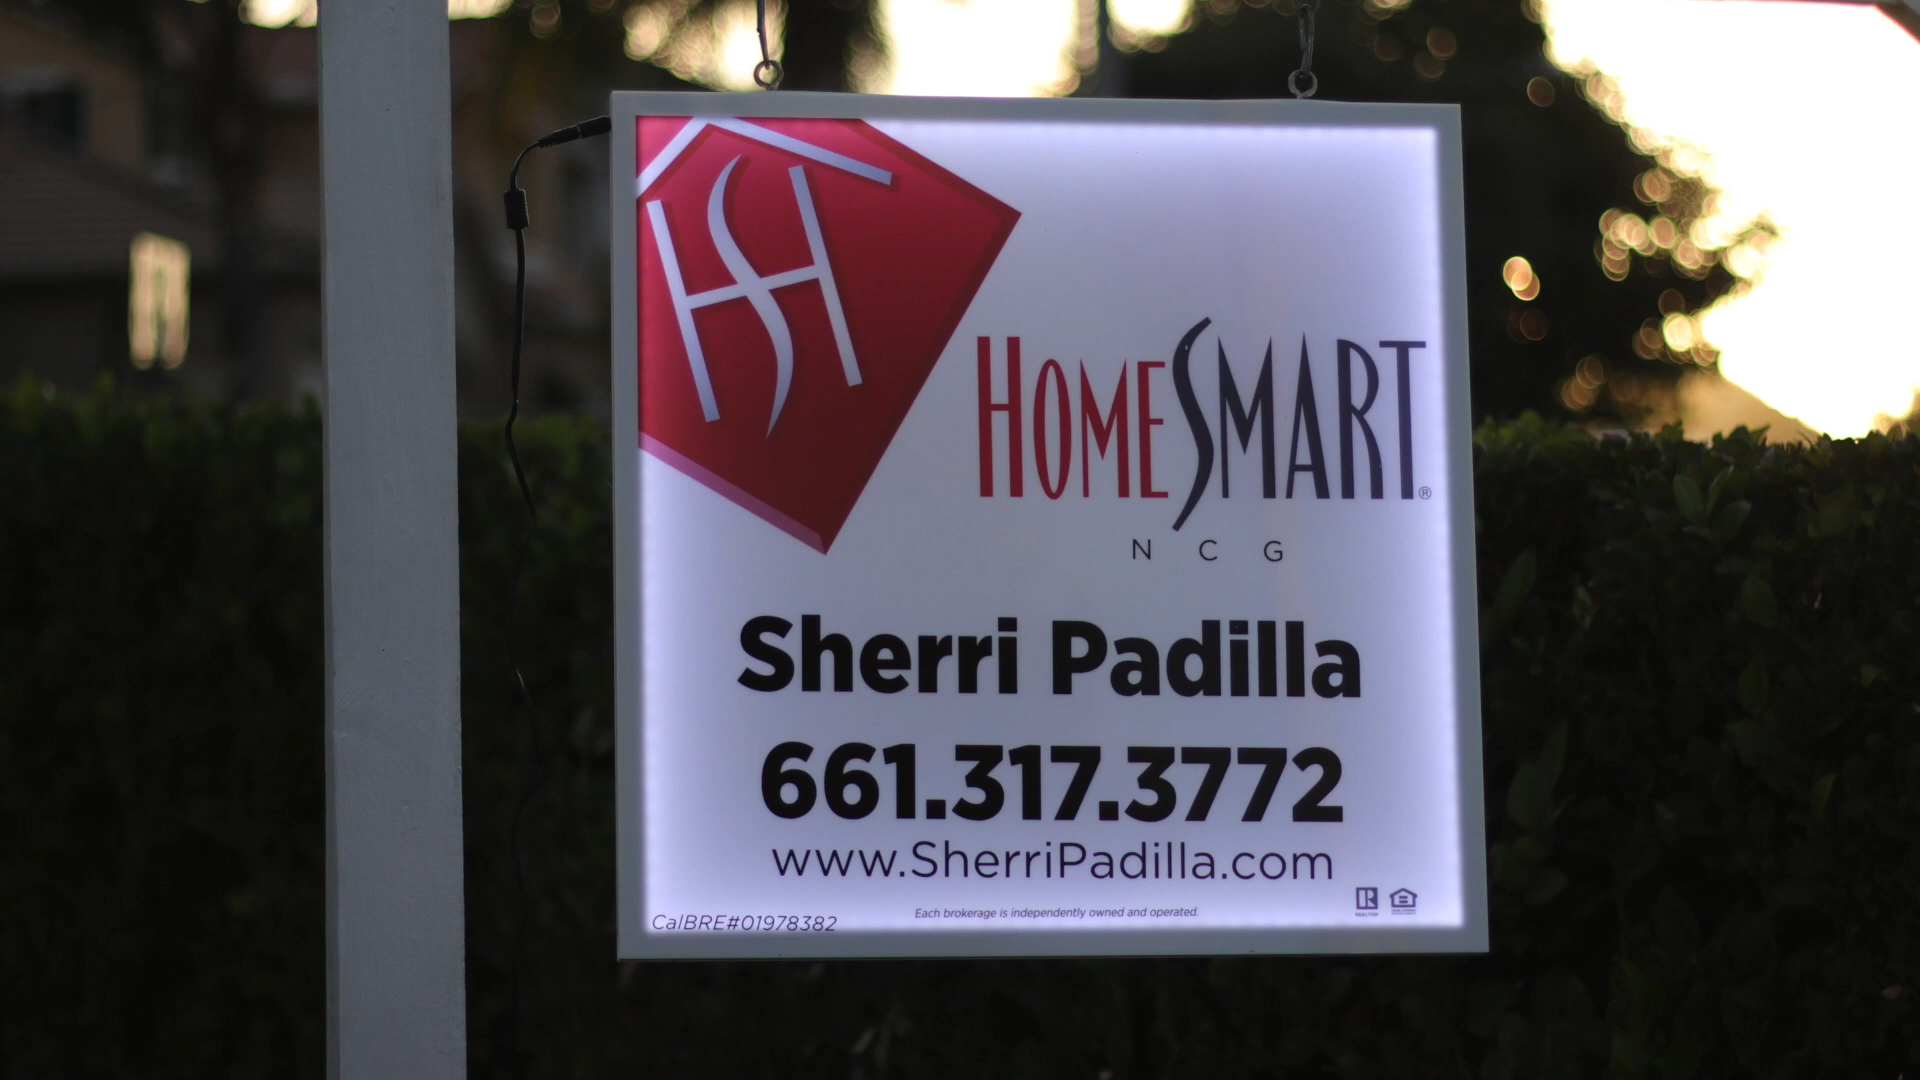 HS
HOMESMART®
N C G
Sherri Padilla
661.317.3772
www.SherriPadilla.com
CalBRE#01978382
Each brokerage is independently owned and operated.
R
REALTOR®